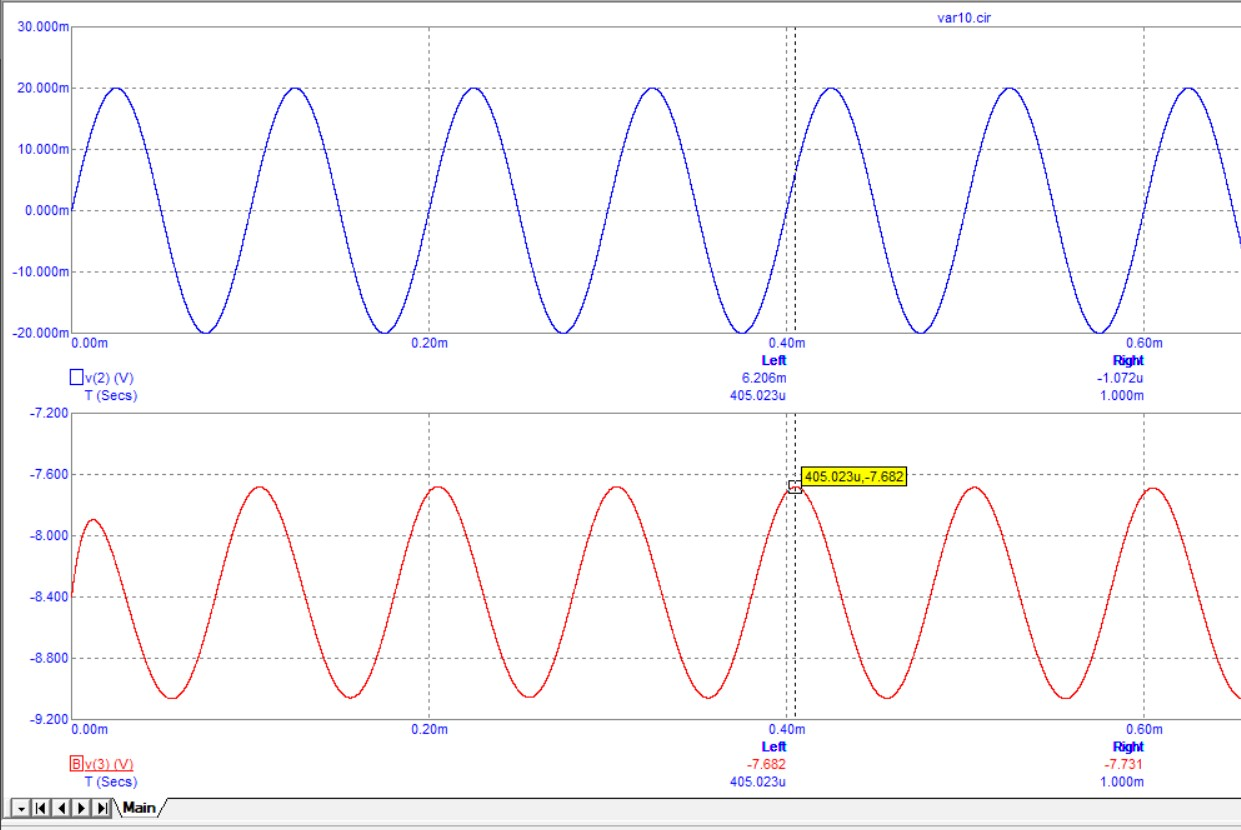 var10.cir
30.000m
20.000m
10.000m
0.000m
-10.000m
-20.000m
0.00m 0.20m 0.40m 0.60m
Left Right
v(2) (V) 6.206m -1.072u
T (Secs) 405.023u 1.000m
-7.200
-7.600
405.023u,-7.682
-8.000
-8.400
-8.800
-9.200
0.00m 0.20m 0.40m 0.60m
Left Right
B v(3) (V) -7.682 -7.731
T (Secs) 405.023u 1.000m
Main